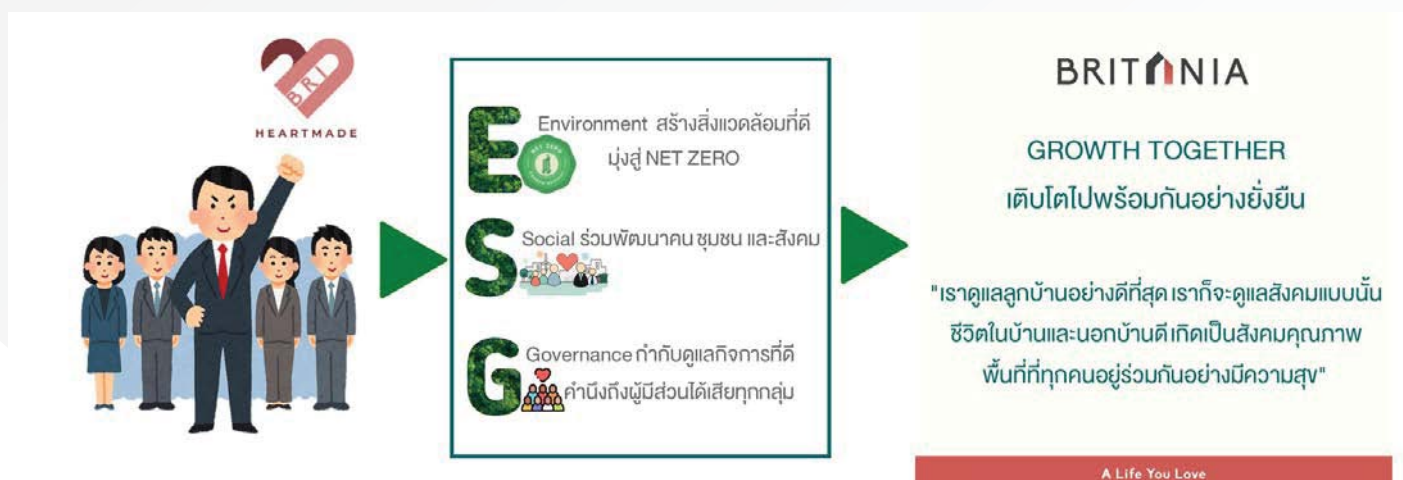 BRI
HEARTMADE
Environment สร้างสิ่งแวดล้อมที่ดี
มุ่งสู่ NET ZERO
E
NET ZERO
Social ร่วมพัฒนาคน ชุมชน และสังคม
S
Governance กำกับดูแลกิจการที่ดี
คำนึงถึงผู้มีส่วนได้เสียทุกกลุ่ม
G
BRITANIA
GROWTH TOGETHER
เติบโตไปพร้อมกันอย่างยั่งยืน
"เราดูแลลูกบ้านอย่างดีที่สุด เราก็จะดูแลสังคมแบบนั้น
ชีวิตในบ้านและนอกบ้านดี เกิดเป็นสังคมคุณภาพ
พื้นที่ที่ทุกคนอยู่ร่วมกันอย่างมีความสุข"
A Life You Love